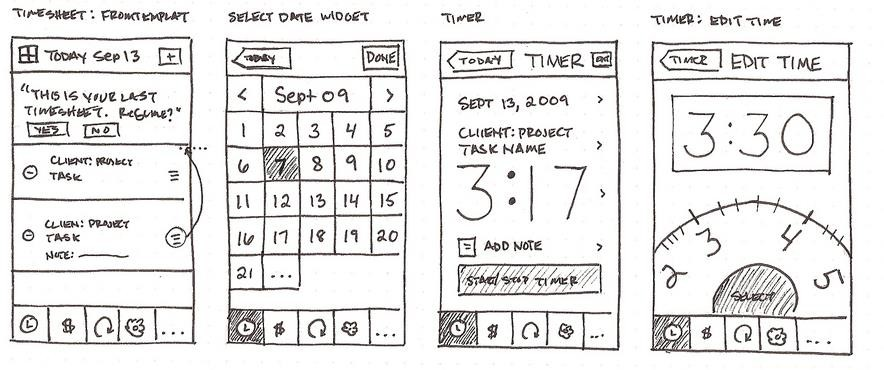 TIMESHEET: FROM TEMPLAT
TODAY Sep 13
+
"THIS IS YOUR LAST
TIMESHEET. RESUME?"
YES NO
CLIENT: PROJECT
TASK
CLIENT: PROJECT
TASK
NOTE:
$ ...
SELECT DATE WIDGET
TODAY DONE
< Sept 09 >
1 2 3 4 5
6 7 8 9 10
11 12 13 14 15
16 17 18 19 20
21 ...
$ ...
TIMER
TODAY TIMER
SEPT 13, 2009 >
CLIENT: PROJECT
TASK NAME >
3:17 >
ADD NOTE >
START/STOP TIMER
$ ...
TIMER: EDIT TIME
TIMER EDIT TIME
3:30
2 3 4 5
SELECT
$ ...